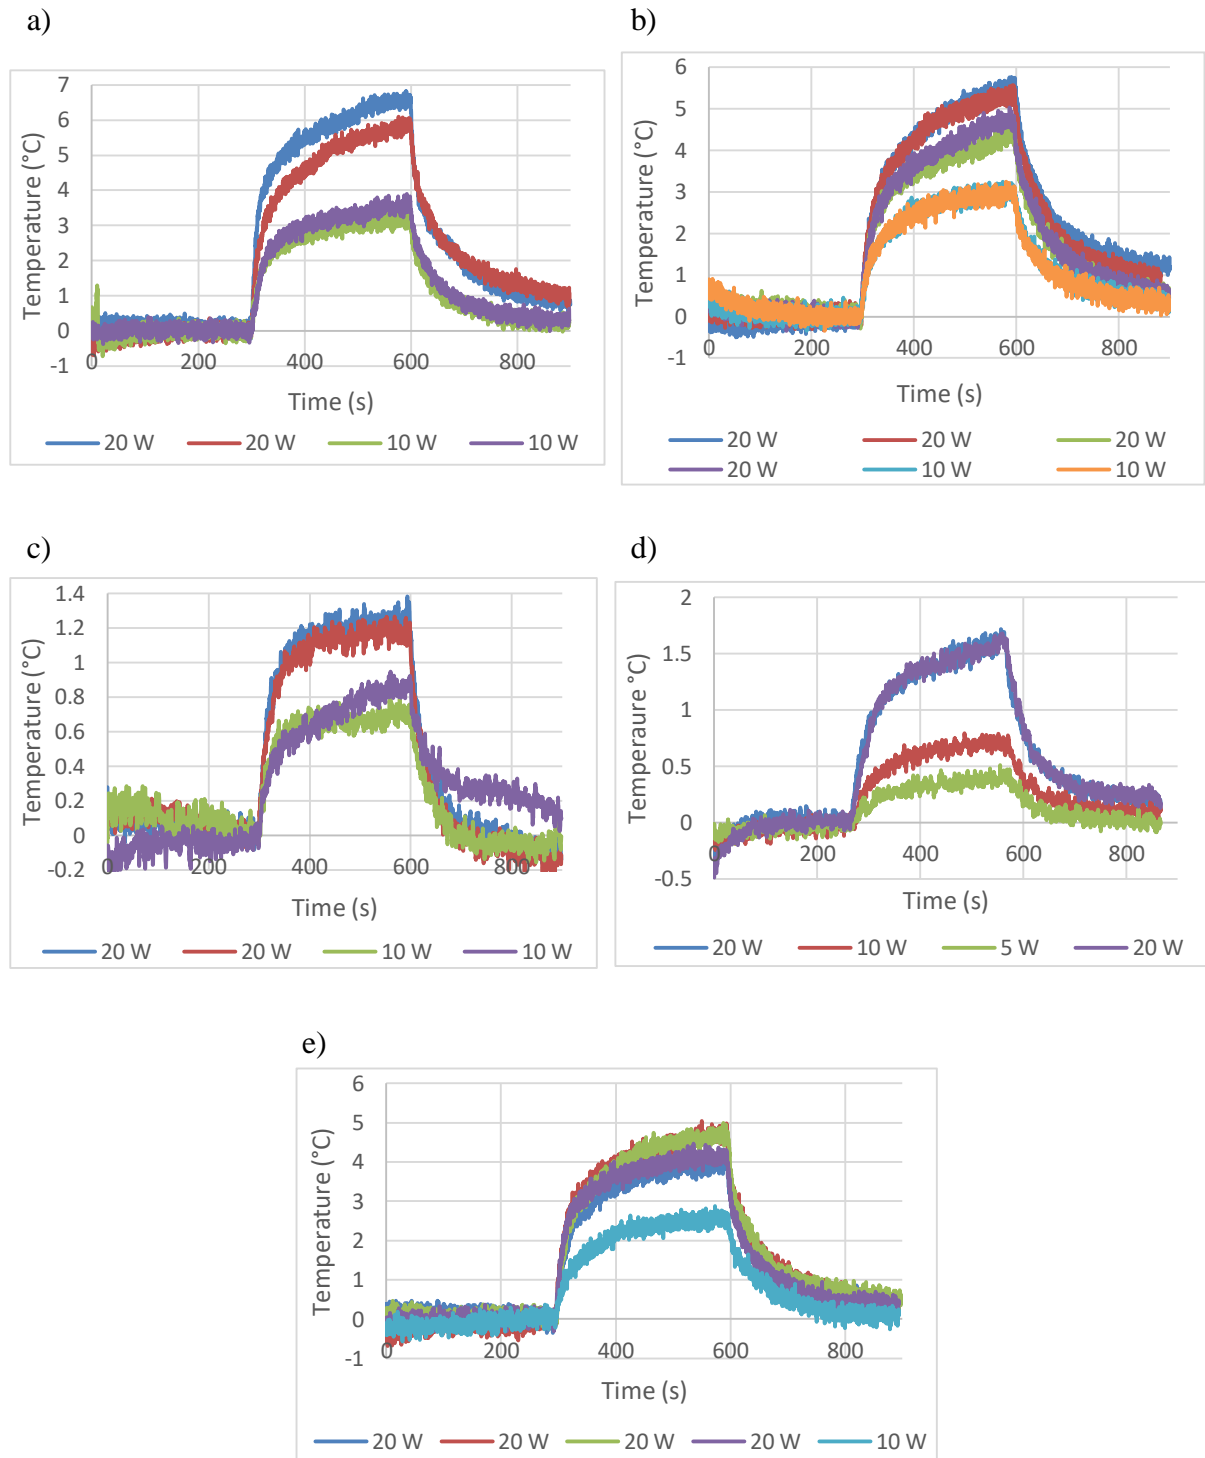 a)
7
6
5
4
3
2
1
0
-1
Temperature (°C)
0 200 400 600 800
Time (s)
20 W 20 W 10 W 10 W
b)
6
5
4
3
2
1
0
-1
Temperature (°C)
0 200 400 600 800
Time (s)
20 W 20 W 20 W
20 W 10 W 10 W
c)
1.4
1.2
1
0.8
0.6
0.4
0.2
0
-0.2
Temperature (°C)
0 200 400 600 800
Time (s)
20 W 20 W 10 W 10 W
d)
2
1.5
1
0.5
0
-0.5
Temperaure °C)
0 200 400 600 800
Time (s)
20 W 10 W 5 W 20 W
e)
6
5
4
3
2
1
0
-1
Temperature (°C)
0 200 400 600 800
Time (s)
20 W 20 W 20 W 20 W 10 W